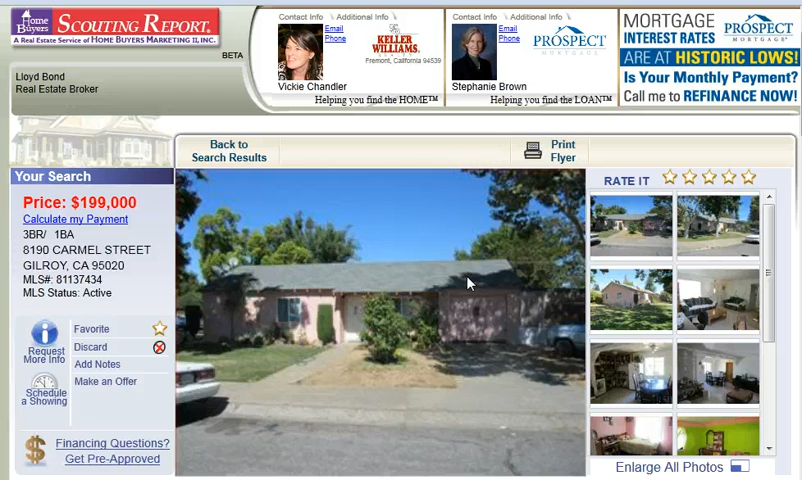 Home Buyers SCOUTING REPORT®
A Real Estate Service of HOME BUYERS MARKETING II, INC.
BETA
Lloyd Bond
Real Estate Broker
Contact Info
Additional Info
Email
Phone
KELLER WILLIAMS.
Fremont, California 94539
Vickie Chandler
Helping you find the HOME™
Contact Info
Additional Info
Email
Phone
PROSPECT
MORTGAGE
Stephanie Brown
Helping you find the LOAN™
MORTGAGE
INTEREST RATES
PROSPECT
MORTGAGE
ARE AT HISTORIC LOWS!
Is Your Monthly Payment?
Call me to REFINANCE NOW!
Back to
Search Results
Print
Flyer
Your Search
Price: $199,000
Calculate my Payment
3BR/ 1BA
8190 CARMEL STREET
GILROY, CA 95020
MLS#: 81137434
MLS Status: Active
Request
More Info
Schedule
a Showing
Favorite
Discard
Add Notes
Make an Offer
Financing Questions?
Get Pre-Approved
RATE IT
Enlarge All Photos